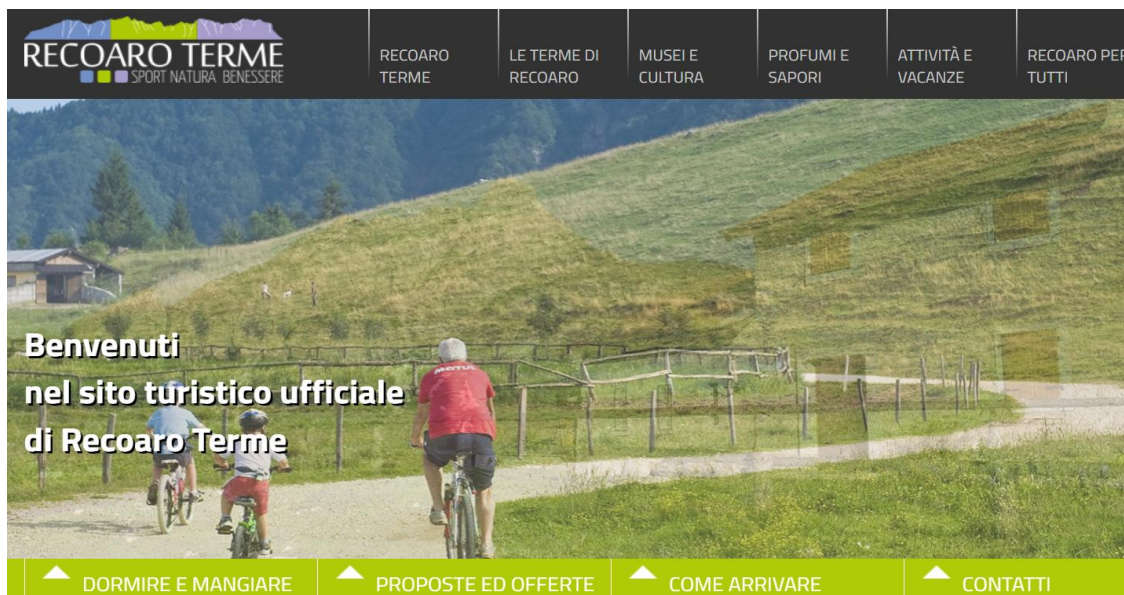 RECOARO TERME
SPORT NATURA BENESSERE
RECOARO
TERME
LE TERME DI
RECOARO
MUSEI E
CULTURA
PROFUMI E
SAPORI
ATTIVITÀ E
VACANZE
RECOARO PER
TUTTI
Benvenuti
nel sito turistico ufficiale
di Recoaro Terme
MOTUL
DORMIRE E MANGIARE
PROPOSTE ED OFFERTE
COME ARRIVARE
CONTATTI